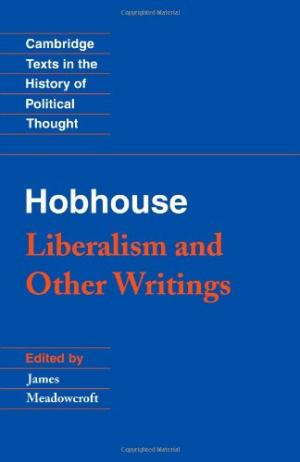 Cambridge
Texts in the
History of
Political
Thought
Hobhouse
Liberalism and
Other Writings
Edited by
James
Meadowcroft